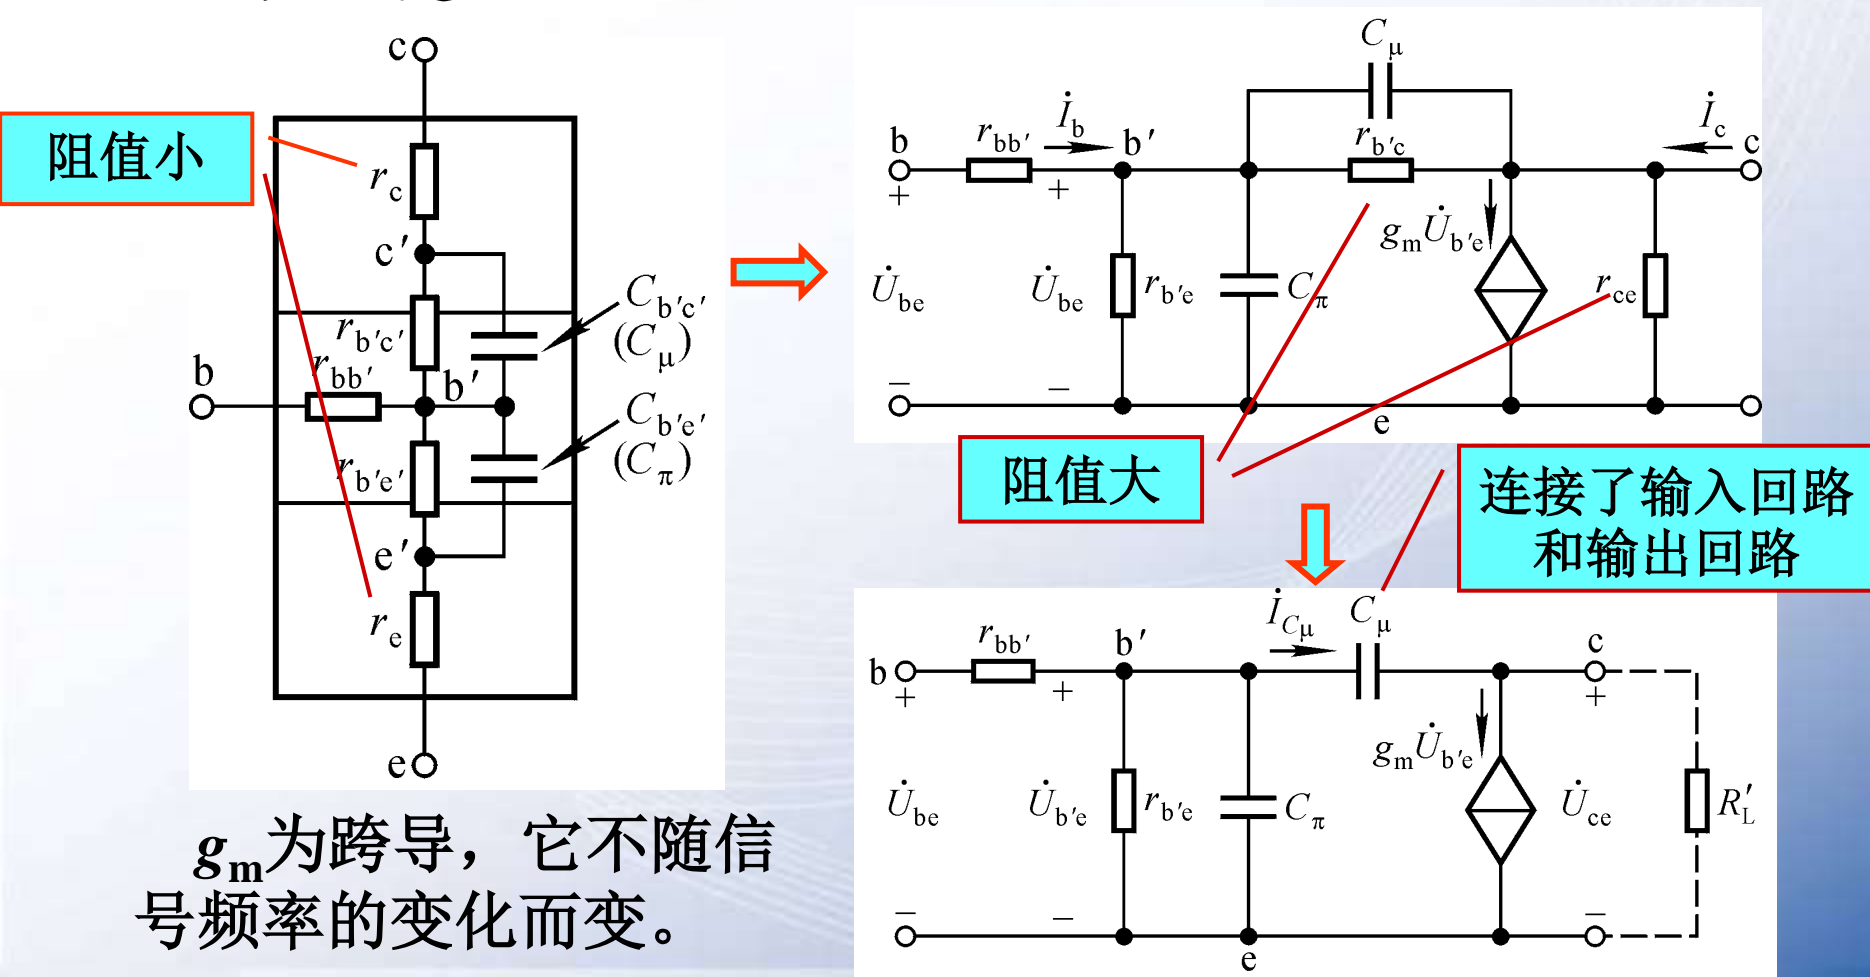 c
阻值小
r_c
c′
C_b′c′
(C_μ)
r_b′c′
r_bb′
b
b′
C_b′e′
(C_π)
r_b′e′
e′
r_e
e
g_m为跨导，它不随信
号频率的变化而变。
C_μ
b
r_bb′
İ_b
b′
r_b′c
İ_c
c
+
+
g_m U̇_b′e
U̇_be
U̇_be
r_b′e
C_π
r_ce
−
−
e
阻值大
连接了输入回路
和输出回路
İ_Cμ
C_μ
b
r_bb′
b′
c
+
+
+
g_m U̇_b′e
U̇_be
U̇_b′e
r_b′e
C_π
U̇_ce
R′_L
−
−
−
e